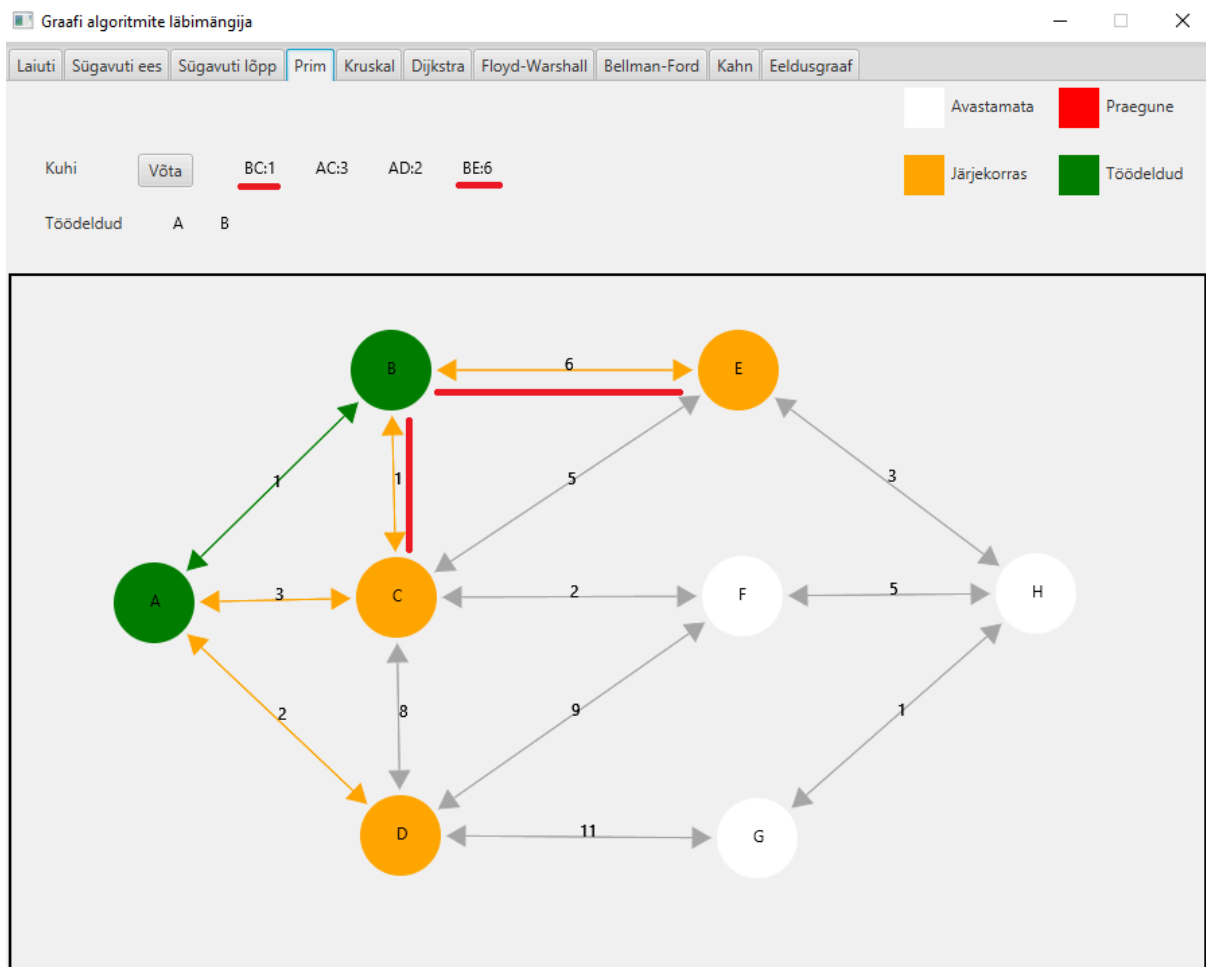 Graafi algoritmite läbimängija
Laiuti Sügavuti ees Sügavuti lõpp Prim Kruskal Dijkstra Floyd-Warshall Bellman-Ford Kahn Eeldusgraaf
Avastamata Praegune
Kuhi Võta BC:1 AC:3 AD:2 BE:6
Järjekorras Töödeldud
Töödeldud A B
B 6 E
1 1 5 3
A 3 C 2 F 5 H
2 8 9 1
D 11 G